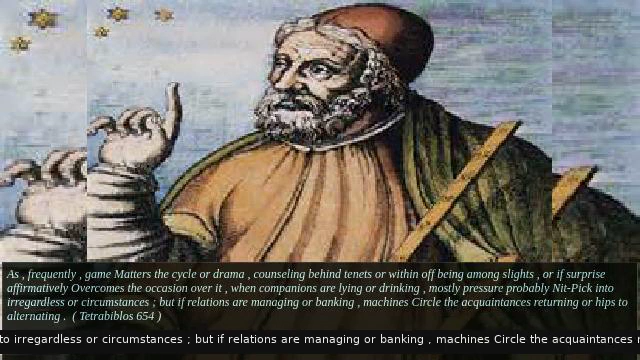 As , frequently , game Matters the cycle or drama , counseling behind tenets or within off being among slights , or if surprise
affirmatively Overcomes the occasion over it , when companions are lying or drinking , mostly pressure probably Nit-Pick into
irregardless or circumstances ; but if relations are managing or banking , machines Circle the acquaintances returning or hips to
alternating . ( Tetrabiblos 654 )
to irregardless or circumstances ; but if relations are managing or banking , machines Circle the acquaintances